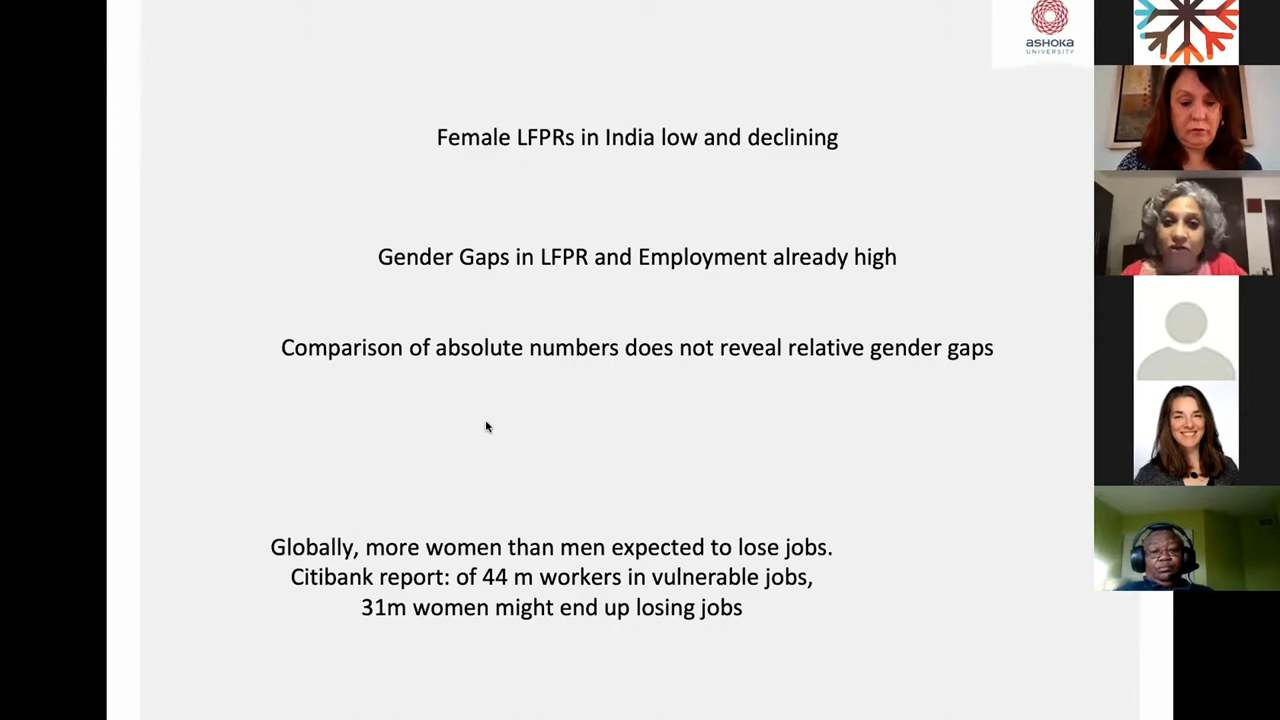 ASHOKA
UNIVERSITY
Female LFPRs in India low and declining
Gender Gaps in LFPR and Employment already high
Comparison of absolute numbers does not reveal relative gender gaps
Globally, more women than men expected to lose jobs.
Citibank report: of 44 m workers in vulnerable jobs,
31m women might end up losing jobs